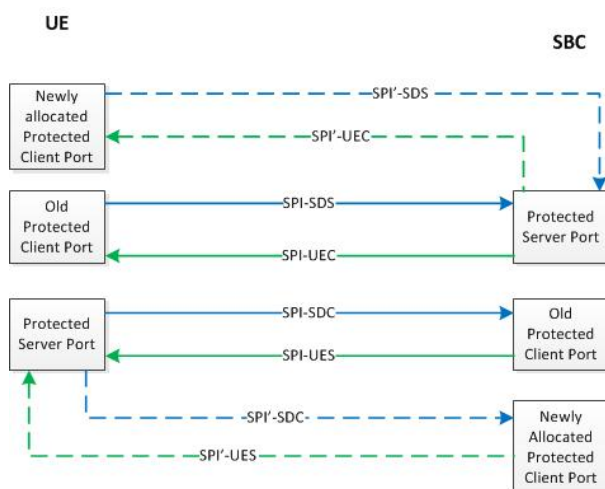 UE
SBC
Newly
allocated
Protected
Client Port
SPI'-SDS
SPI'-UEC
Old
Protected
Client Port
SPI-SDS
SPI-UEC
Protected
Server Port
Protected
Server Port
SPI-SDC
SPI-UES
Old
Protected
Client Port
SPI'-SDC
SPI'-UES
Newly
Allocated
Protected
Client Port